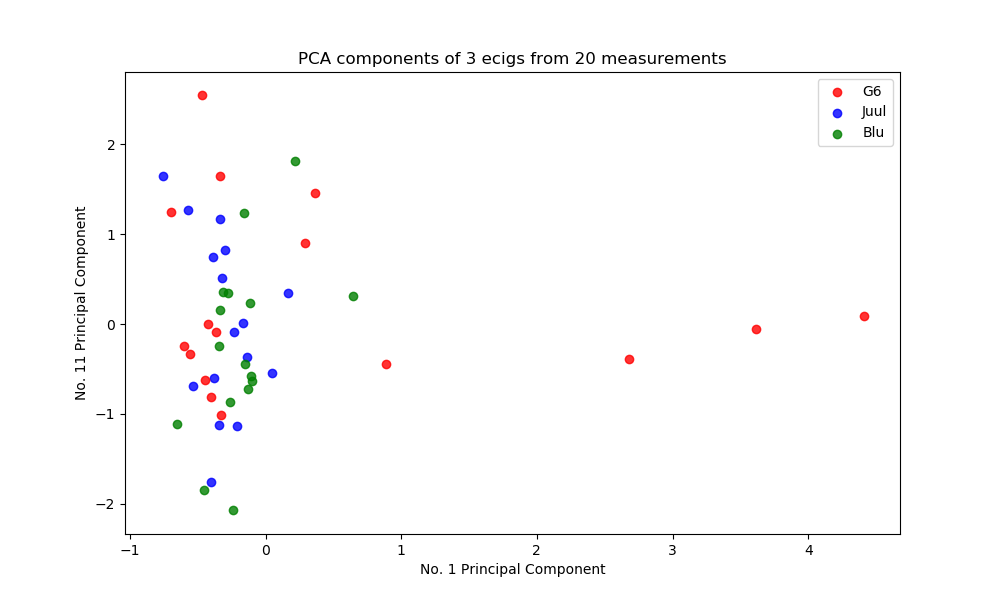 PCA components of 3 ecigs from 20 measurements
G6
Juul
Blu
2
1
0
−1
−2
No. 11 Principal Component
−1
0
1
2
3
4
No. 1 Principal Component